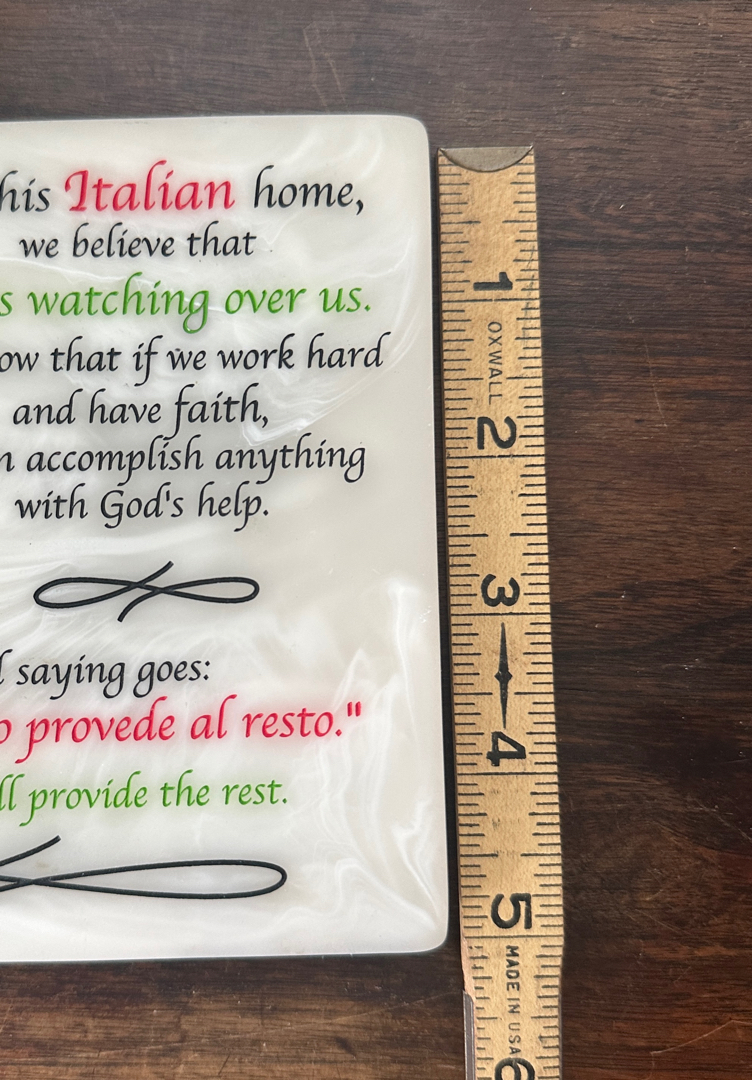 his Italian home,
we believe that
s watching over us.
ow that if we work hard
and have faith,
n accomplish anything
with God's help.
l saying goes:
o provede al resto."
ll provide the rest.
1
OXWALL
2
3
4
5
MADE IN USA
6